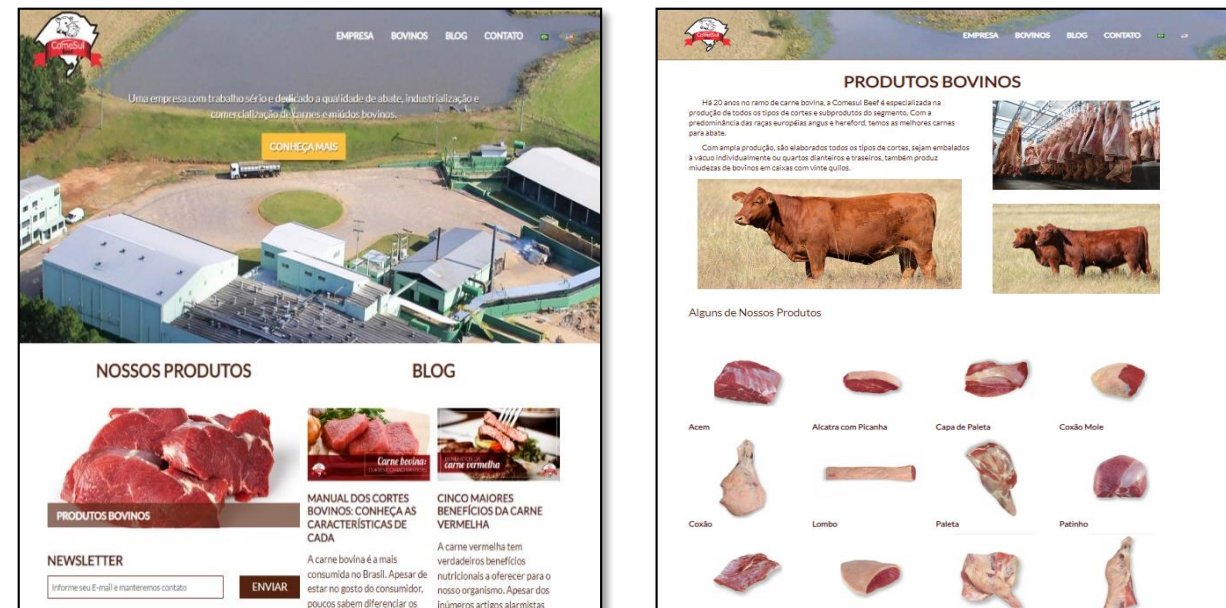 ComeSul
EMPRESA BOVINOS BLOG CONTATO
Uma empresa com trabalho sério e dedicado a qualidade de abate, industrialização e
comercialização de carnes e miúdos bovinos.
CONHEÇA MAIS
NOSSOS PRODUTOS
PRODUTOS BOVINOS
NEWSLETTER
Informe seu E-mail e manteremos contato
ENVIAR
BLOG
Carne bovina:
MANUAL DOS CORTES
BOVINOS: CONHEÇA AS
CARACTERÍSTICAS DE
CADA
A carne bovina é a mais
consumida no Brasil. Apesar de
estar no gosto do consumidor,
poucos sabem diferenciar os
carne vermelha
CINCO MAIORES
BENEFÍCIOS DA CARNE
VERMELHA
A carne vermelha tem
verdadeiros benefícios
nutricionais a oferecer para o
nosso organismo. Apesar dos
inúmeros artigos alarmistas
ComeSul
EMPRESA BOVINOS BLOG CONTATO
PRODUTOS BOVINOS
Há 20 anos no ramo de carne bovina, a Comesul Beef é especializada na
produção de todos os tipos de cortes e subprodutos do segmento. Com a
predominância das raças européias angus e hereford, temos as melhores carnes
para abate.
Com ampla produção, são elaborados todos os tipos de cortes, sejam embalados
à vácuo individualmente ou quartos dianteiros e traseiros, também produz
miudezas de bovinos em caixas com vinte quilos.
Alguns de Nossos Produtos
Acem
Alcatra com Picanha
Capa de Paleta
Coxão Mole
Coxão
Lombo
Paleta
Patinho